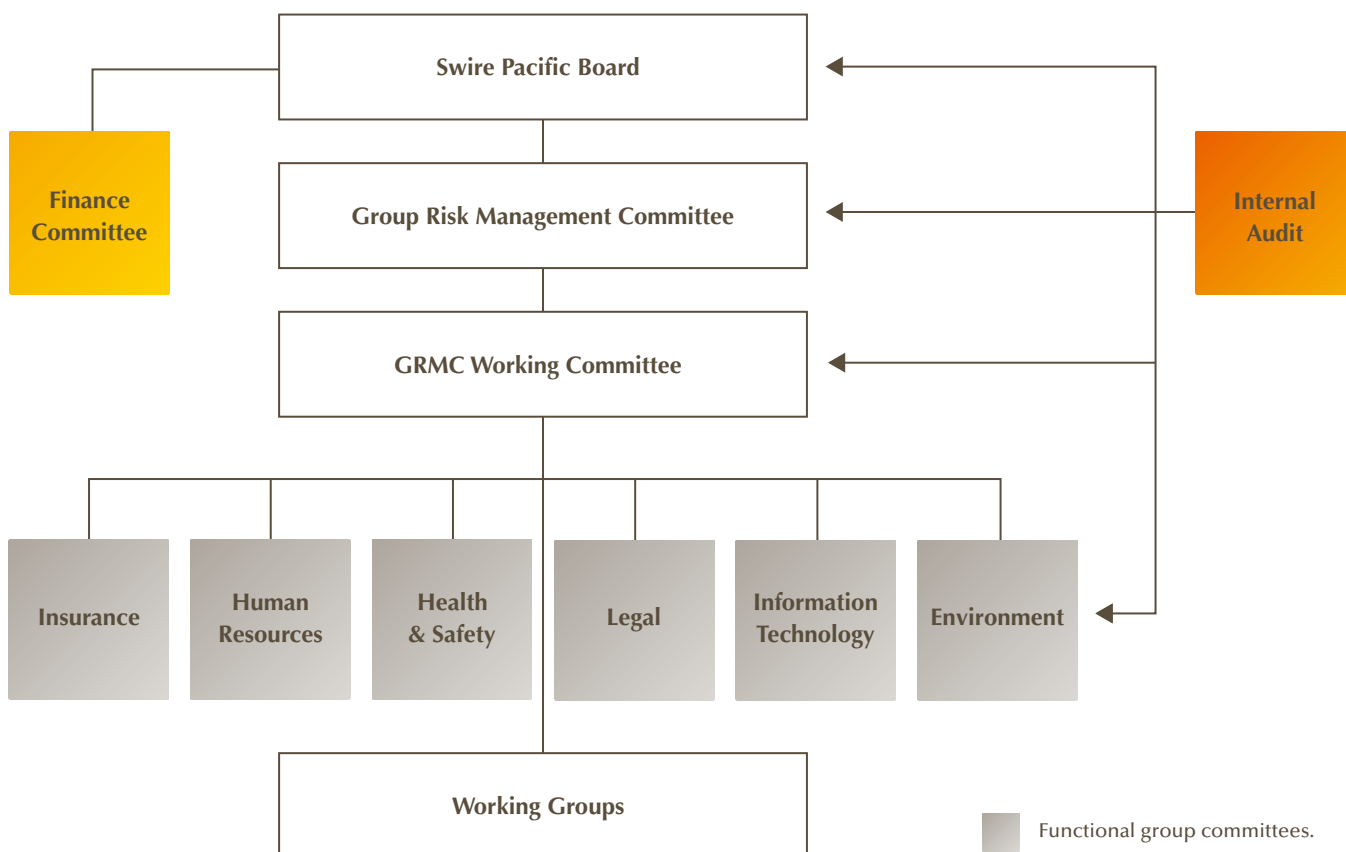 Swire Pacific Board
Finance
Committee
Group Risk Management Committee
Internal
Audit
GRMC Working Committee
Insurance
Human
Resources
Health
& Safety
Legal
Information
Technology
Environment
Working Groups
Functional group committees.